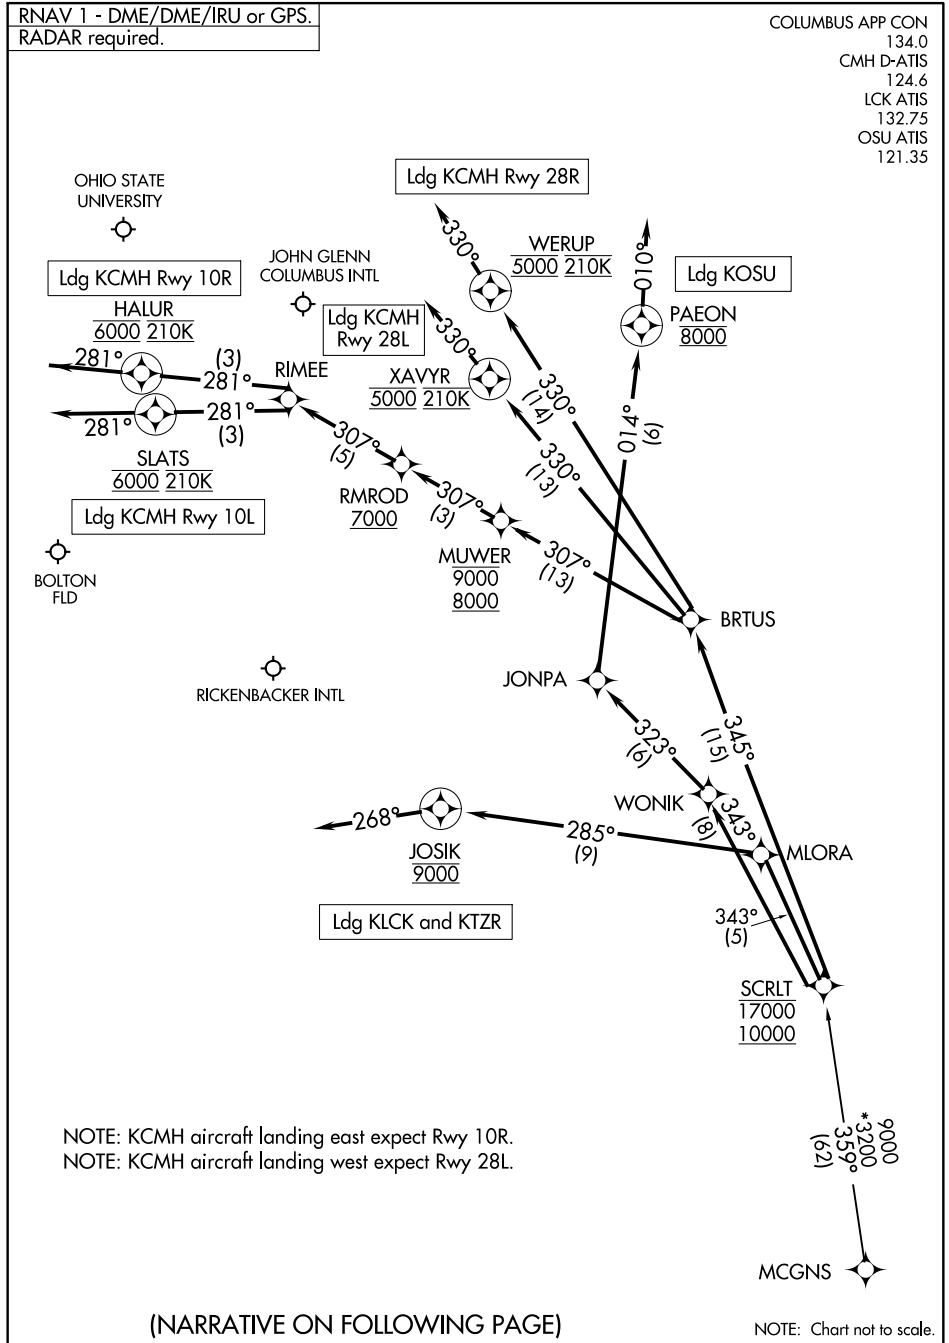 RNAV 1 - DME/DME/IRU or GPS.
RADAR required.
COLUMBUS APP CON
134.0
CMH D-ATIS
124.6
LCK ATIS
132.75
OSU ATIS
121.35
Ldg KCMH Rwy 28R
OHIO STATE
UNIVERSITY
330°
WERUP
5000 210K
010°
Ldg KOSU
JOHN GLENN
COLUMBUS INTL
Ldg KCMH Rwy 10R
HALUR
6000 210K
Ldg KCMH
Rwy 28L
330°
PAEON
8000
281°
(3)
281°
RIMEE
XAVYR
5000 210K
330°
(14)
014°
(6)
281°
281°
(3)
307°
(5)
330°
(13)
SLATS
6000 210K
Ldg KCMH Rwy 10L
RMROD
7000
307°
(3)
MUWER
9000
8000
307°
(13)
BOLTON
FLD
BRTUS
RICKENBACKER INTL
JONPA
323°
(6)
345°
(15)
WONIK
343°
(8)
268°
JOSIK
9000
285°
(9)
MLORA
Ldg KLCK and KTZR
343°
(5)
SCRLT
17000
10000
9000
*3200
359°
(62)
NOTE: KCMH aircraft landing east expect Rwy 10R.
NOTE: KCMH aircraft landing west expect Rwy 28L.
MCGNS
(NARRATIVE ON FOLLOWING PAGE)
NOTE: Chart not to scale.